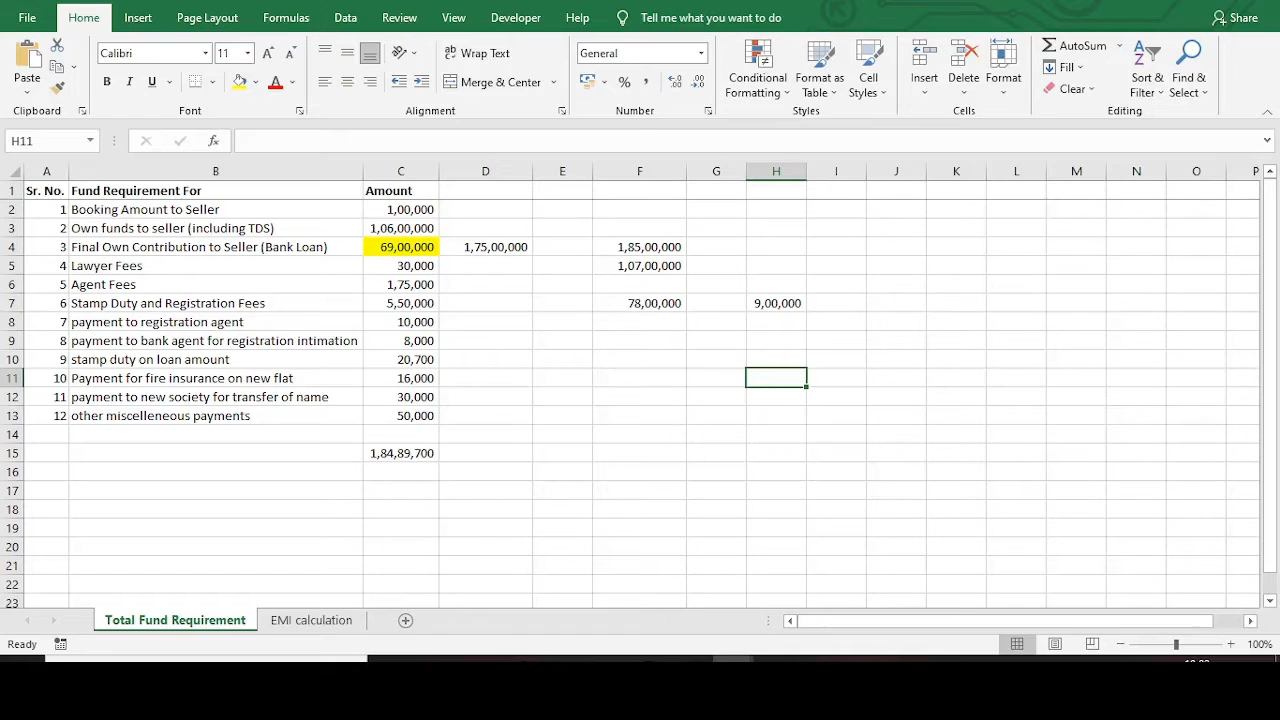 File Home Insert Page Layout Formulas Data Review View Developer Help Tell me what you want to do Share
Calibri 11 Wrap Text General AutoSum
Paste B I U Merge & Center % , Conditional Formatting Format as Table Cell Styles Insert Delete Format Fill Clear Sort & Filter Find & Select
Clipboard Font Alignment Number Styles Cells Editing
H11 fx
A B C D E F G H I J K L M N O P
1 Sr. No. Fund Requirement For Amount
2 1 Booking Amount to Seller 1,00,000
3 2 Own funds to seller (including TDS) 1,06,00,000
4 3 Final Own Contribution to Seller (Bank Loan) 69,00,000 1,75,00,000 1,85,00,000
5 4 Lawyer Fees 30,000 1,07,00,000
6 5 Agent Fees 1,75,000
7 6 Stamp Duty and Registration Fees 5,50,000 78,00,000 9,00,000
8 7 payment to registration agent 10,000
9 8 payment to bank agent for registration intimation 8,000
10 9 stamp duty on loan amount 20,700
11 10 Payment for fire insurance on new flat 16,000
12 11 payment to new society for transfer of name 30,000
13 12 other miscelleneous payments 50,000
14
15 1,84,89,700
16
17
18
19
20
21
22
23
Total Fund Requirement EMI calculation
Ready 100%